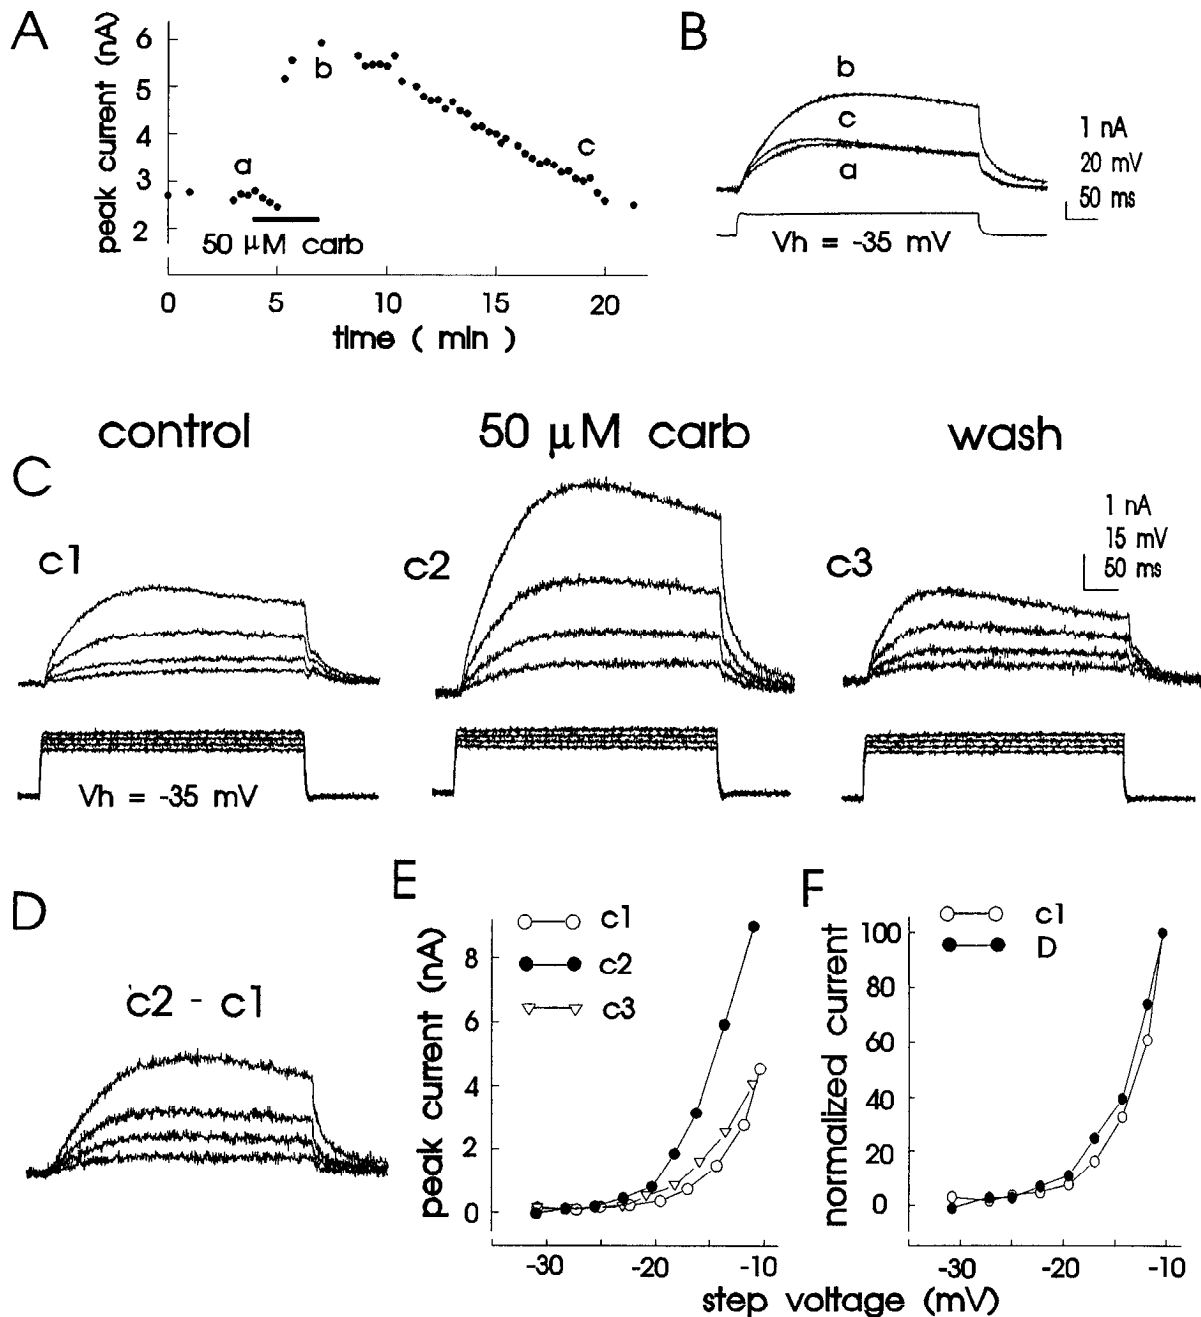 A
peak current (nA)
6
5
4
3
2
a
b
c
50 μM carb
0
5
10
15
20
time ( min )
B
b
c
a
1 nA
20 mV
50 ms
Vh = -35 mV
control
50 μM carb
wash
C
c1
c2
c3
1 nA
15 mV
50 ms
Vh = -35 mV
D
c2 - c1
E
peak current (nA)
8
6
4
2
0
c1
c2
c3
-30
-20
-10
F
normalized current
100
80
60
40
20
0
c1
D
-30
-20
-10
step voltage (mV)